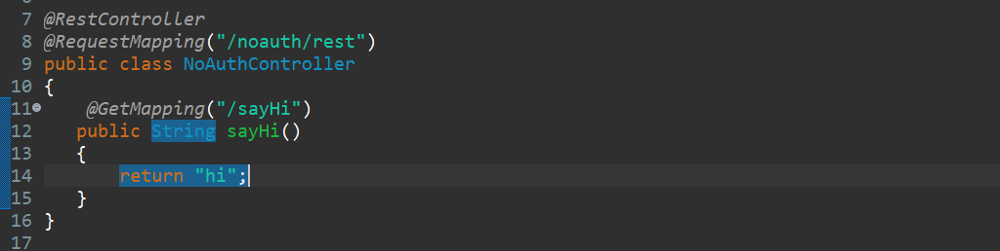 7 @RestController
8 @RequestMapping("/noauth/rest")
9 public class NoAuthController
10 {
11 @GetMapping("/sayHi")
12 public String sayHi()
13 {
14 return "hi";
15 }
16 }
17